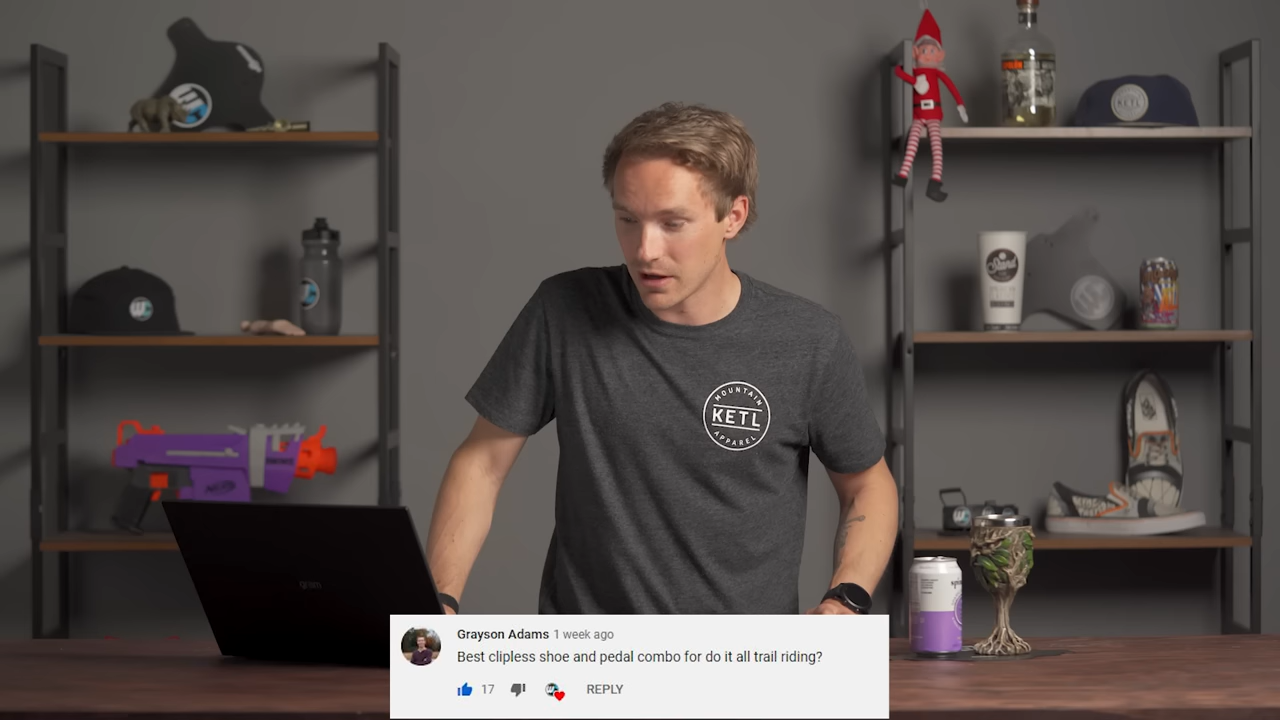 KETL
MOUNTAIN
KETL
APPAREL
gram
Grayson Adams 1 week ago
Best clipless shoe and pedal combo for do it all trail riding?
17
REPLY